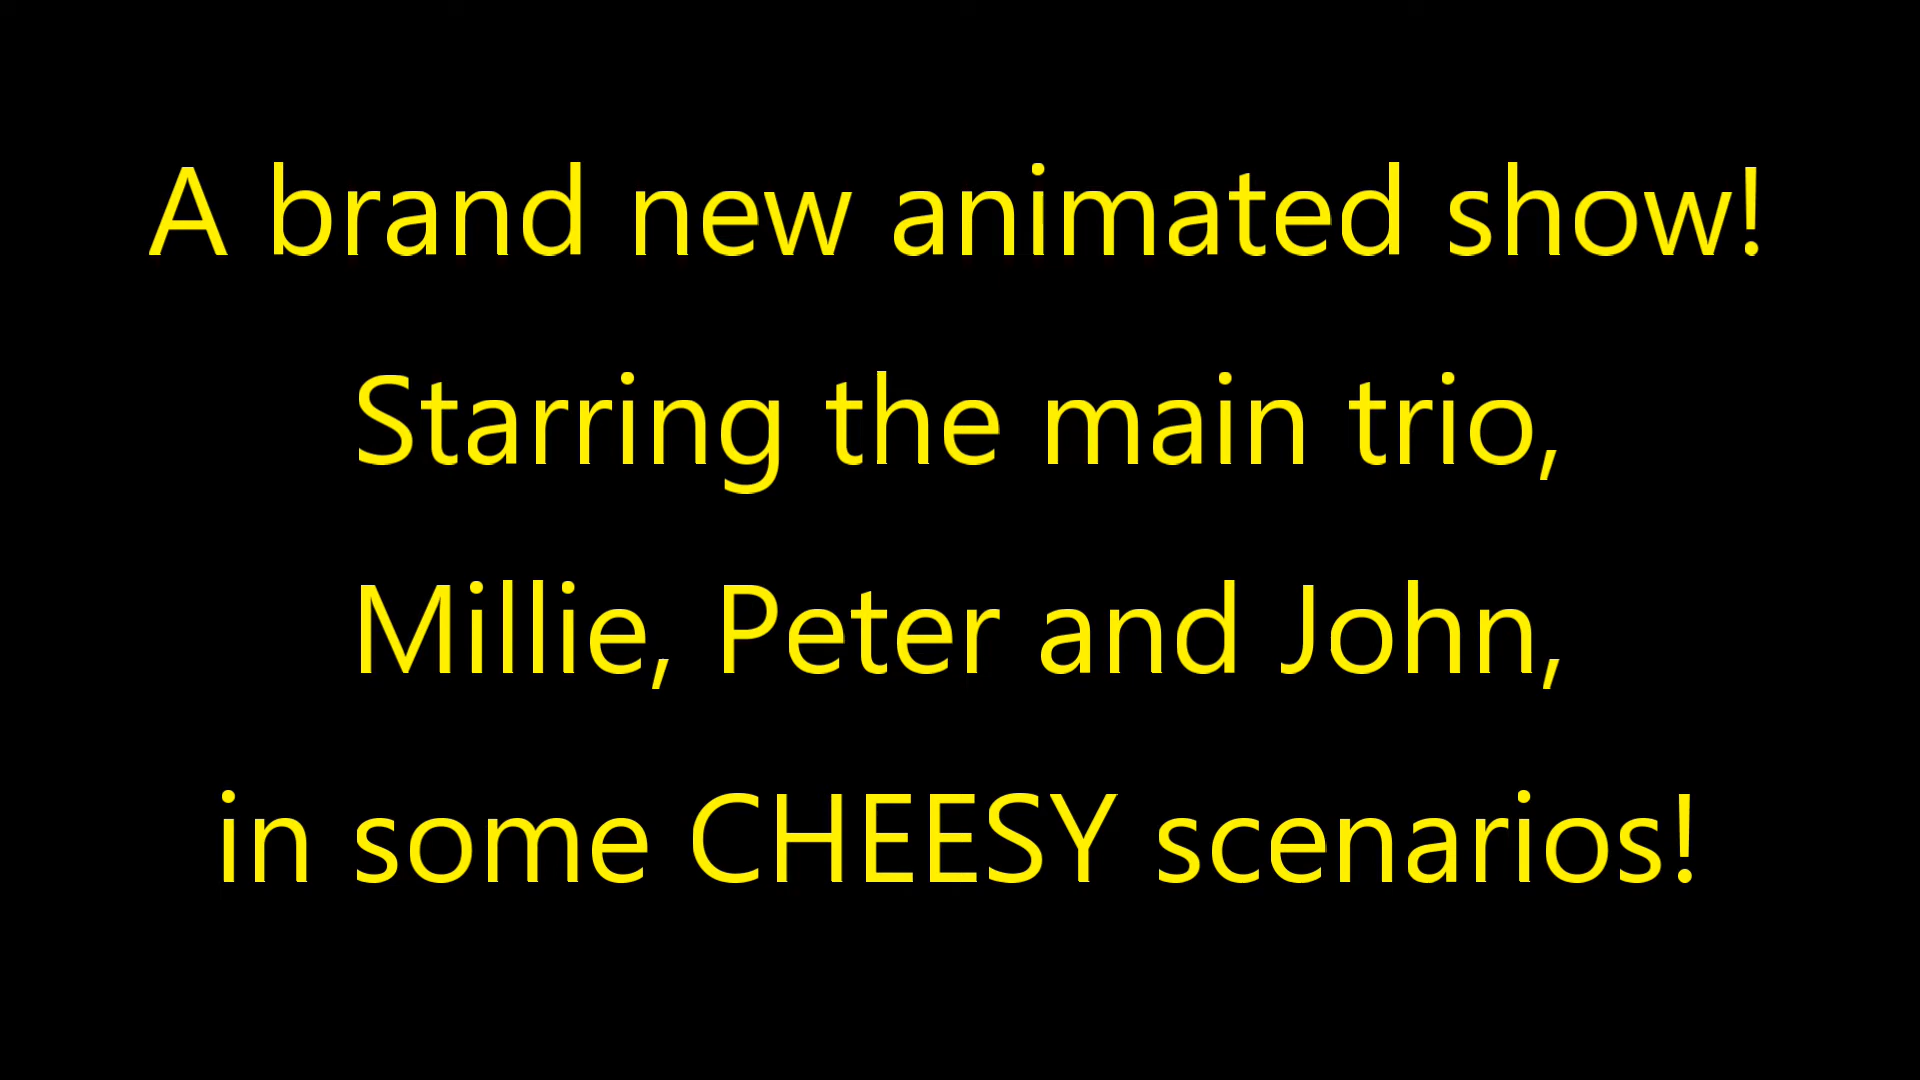 A brand new animated show!
Starring the main trio,
Millie, Peter and John,
in some CHEESY scenarios!